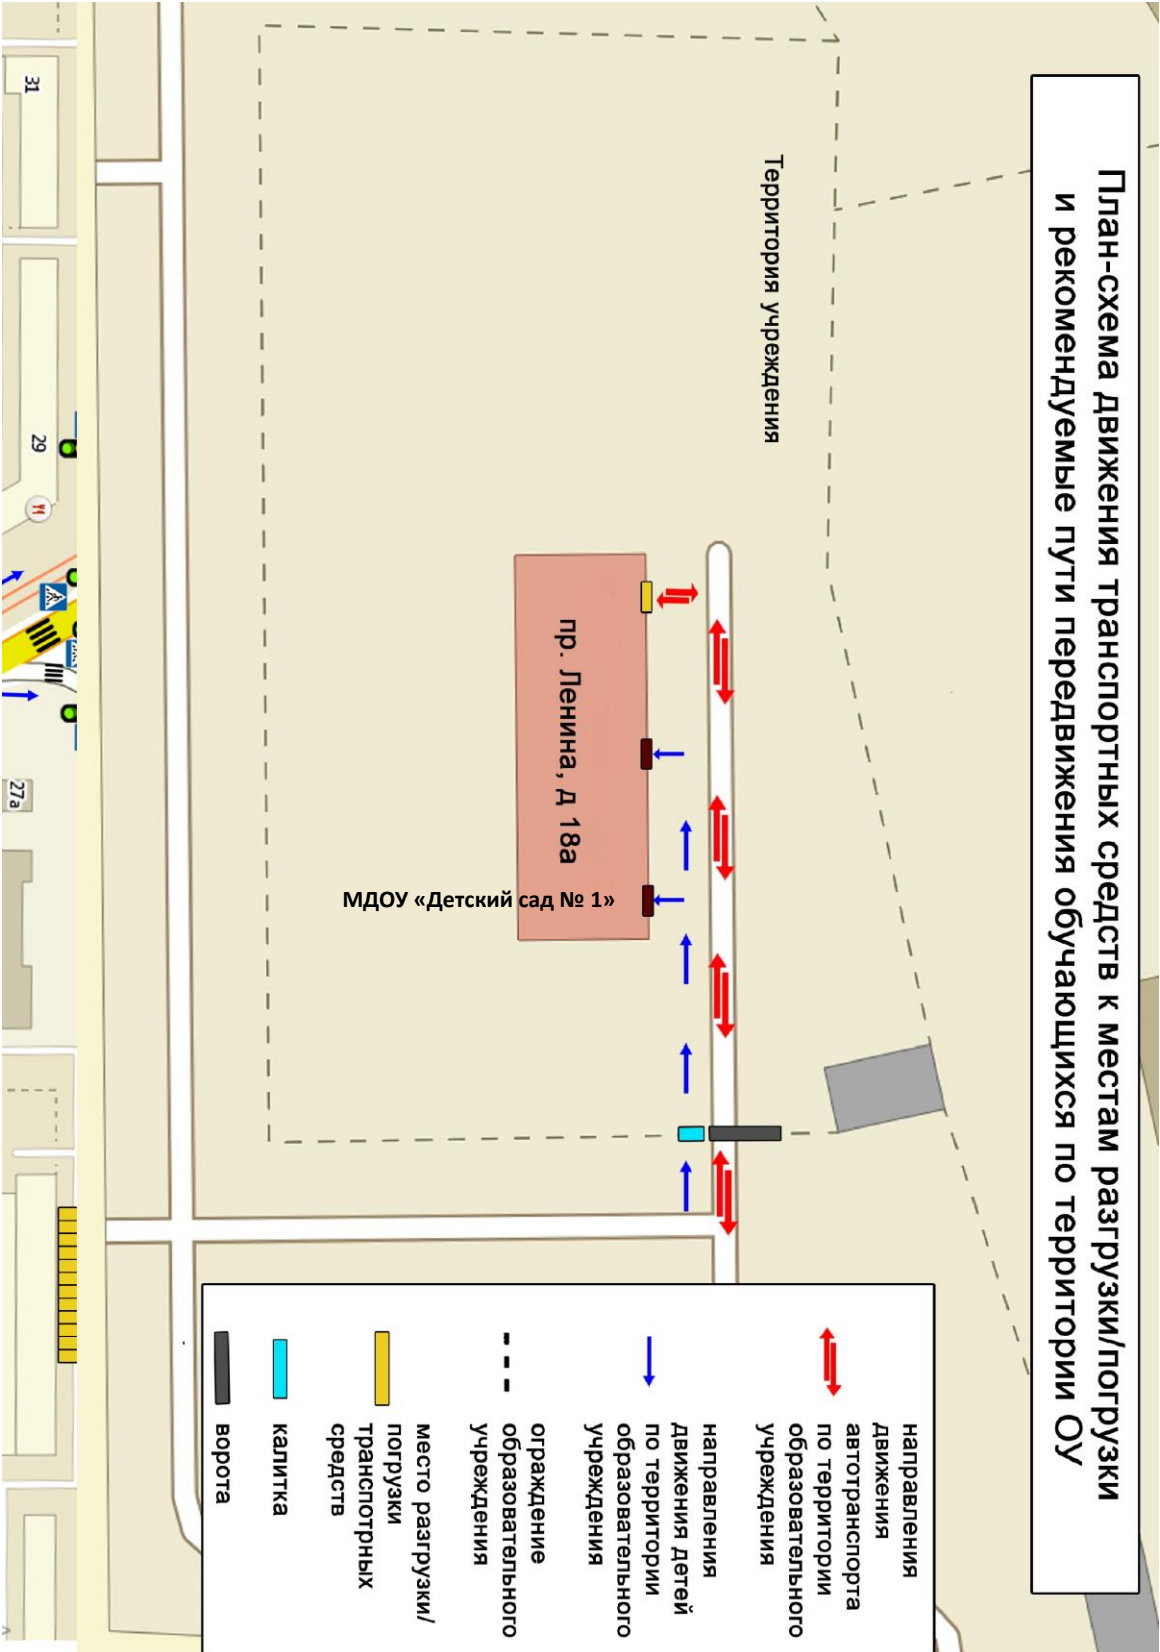 План-схема движения транспортных средств к местам разгрузки/погрузки
и рекомендуемые пути передвижения обучающихся по территории ОУ
Территория учреждения
пр. Ленина, д 18а
МДОУ «Детский сад № 1»
31
29
27а
направления
движения
автотранспорта
по территории
образовательного
учреждения
направления
движения детей
по территории
образовательного
учреждения
ограждение
образовательного
учреждения
место разгрузки/
погрузки
транспотрных
средств
калитка
ворота